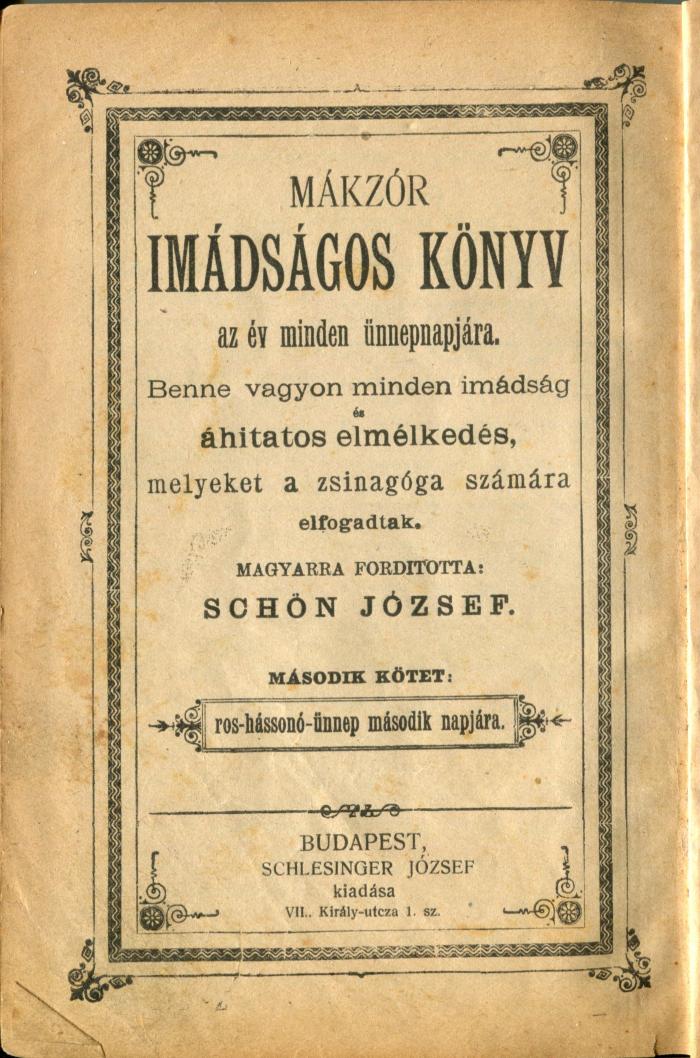 MÁKZÓR
IMÁDSÁGOS KÖNYV
az év minden ünnepnapjára.
Benne vagyon minden imádság
és
áhitatos elmélkedés,
melyeket a zsinagóga számára
elfogadtak.
MAGYARRA FORDITOTTA:
SCHÖN JÓZSEF.
MÁSODIK KÖTET:
ros-hássonó-ünnep második napjára.
BUDAPEST,
SCHLESINGER JÓZSEF
kiadása
VII., Király-utcza 1. sz.